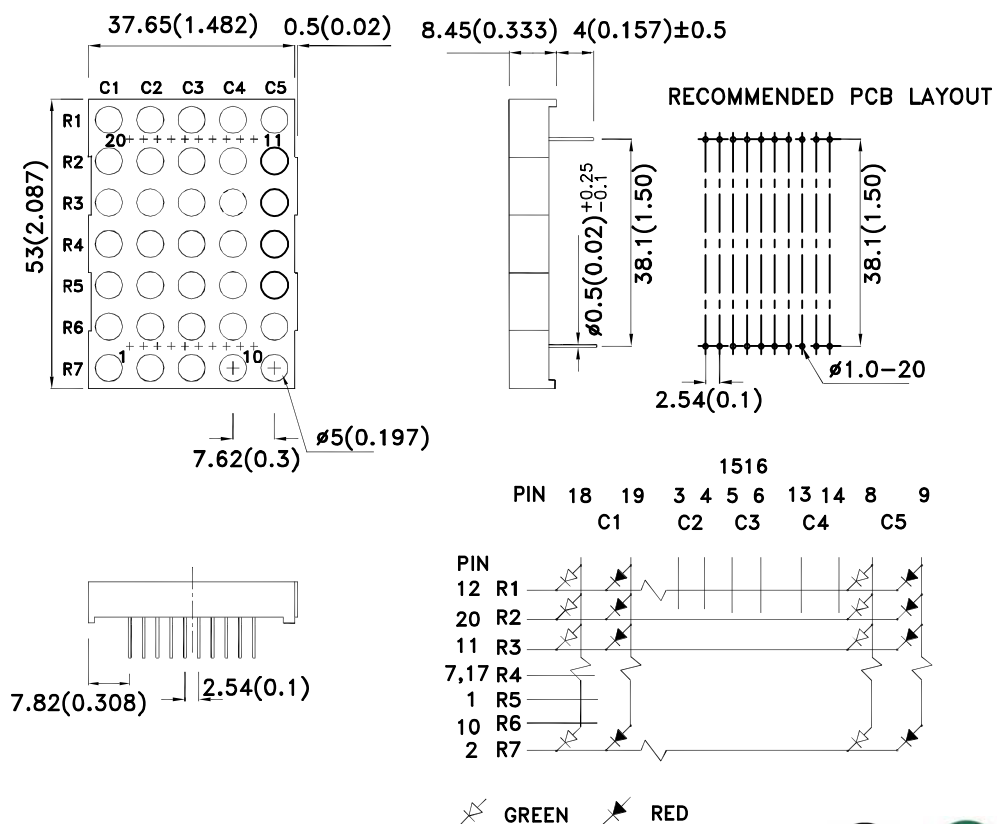 37.65(1.482) 0.5(0.02)
8.45(0.333) 4(0.157)±0.5
C1 C2 C3 C4 C5
RECOMMENDED PCB LAYOUT
R1
20 11
R2
R3
R4
R5
R6
1 10
R7
53(2.087)
ø0.5(0.02)+0.25 -0.1
38.1(1.50)
38.1(1.50)
ø1.0-20
2.54(0.1)
ø5(0.197)
7.62(0.3)
1516
PIN 18 19 3 4 5 6 13 14 8 9
C1 C2 C3 C4 C5
PIN
12 R1
20 R2
11 R3
7,17 R4
1 R5
10 R6
2 R7
7.82(0.308)
2.54(0.1)
GREEN RED